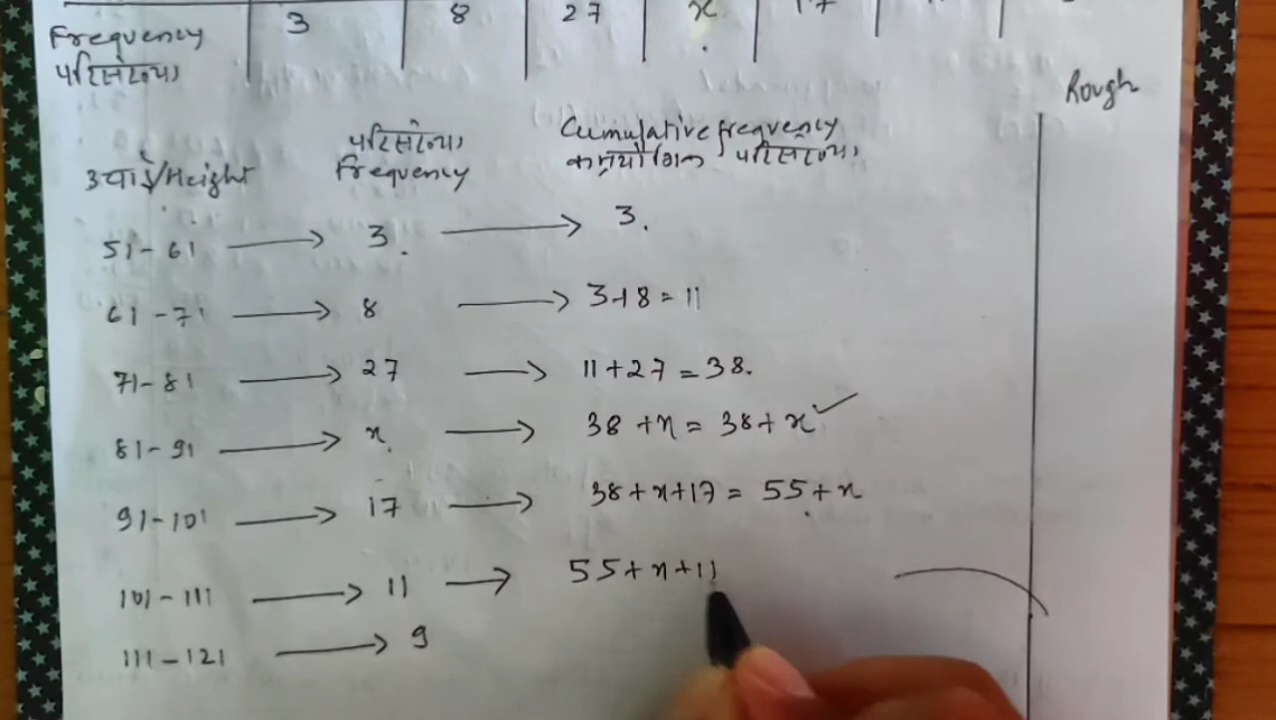 Frequency 3 8 27 x 17
परिसंख्या
Rough
ऊचाई/Height परिसंख्या Frequency Cumulative frequency परिसंख्या
51-61 → 3. → 3.
61-71 → 8 → 3+8=11
71-81 → 27 → 11+27=38.
81-91 → x. → 38+x=38+x ✓
91-101 → 17 → 38+x+17=55+x
101-111 → 11 → 55+x+11
111-121 → 9